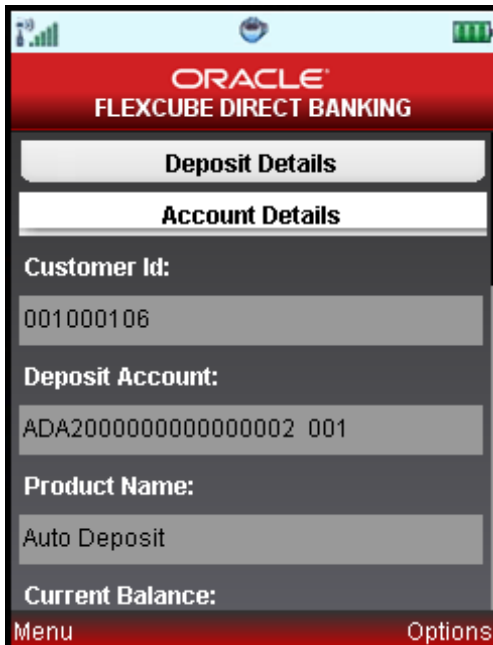 ORACLE
FLEXCUBE DIRECT BANKING
Deposit Details
Account Details
Customer Id:
001000106
Deposit Account:
ADA2000000000000002 001
Product Name:
Auto Deposit
Current Balance:
Menu Options